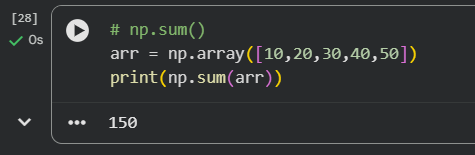 [28]
0s
# np.sum()
arr = np.array([10,20,30,40,50])
print(np.sum(arr))
150